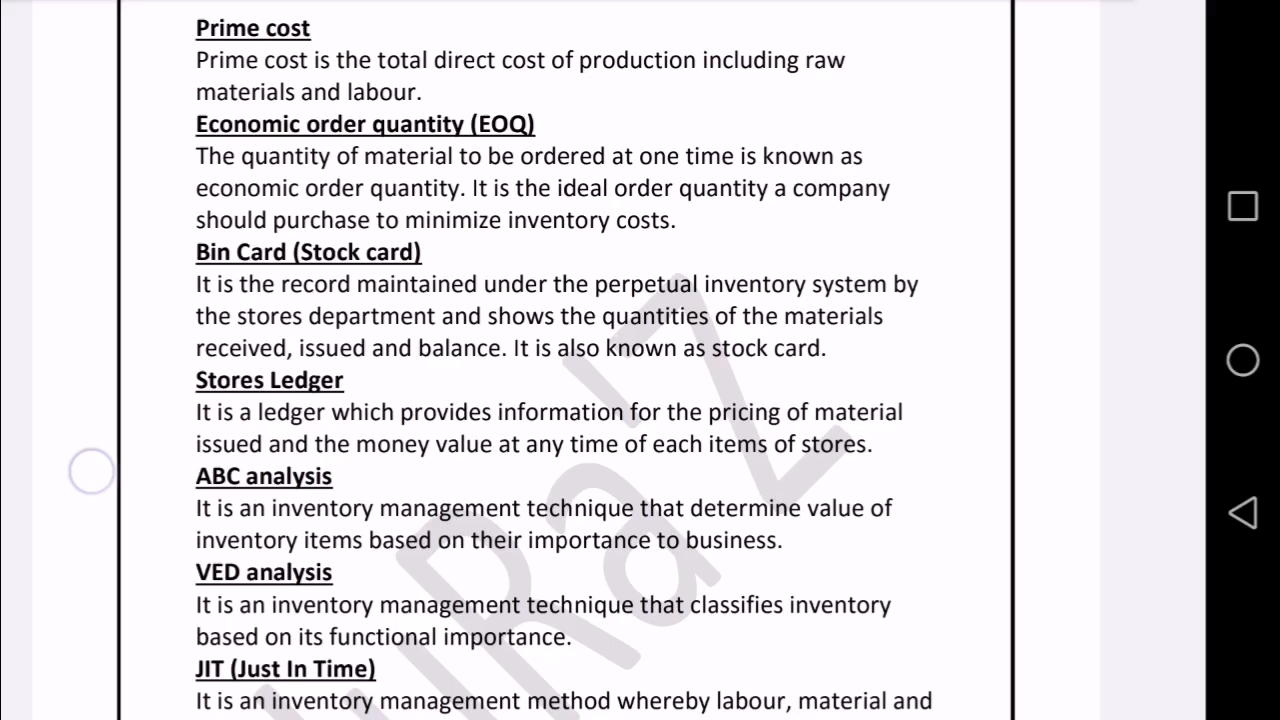 Prime cost
Prime cost is the total direct cost of production including raw
materials and labour.
Economic order quantity (EOQ)
The quantity of material to be ordered at one time is known as
economic order quantity. It is the ideal order quantity a company
should purchase to minimize inventory costs.
Bin Card (Stock card)
It is the record maintained under the perpetual inventory system by
the stores department and shows the quantities of the materials
received, issued and balance. It is also known as stock card.
Stores Ledger
It is a ledger which provides information for the pricing of material
issued and the money value at any time of each items of stores.
ABC analysis
It is an inventory management technique that determine value of
inventory items based on their importance to business.
VED analysis
It is an inventory management technique that classifies inventory
based on its functional importance.
JIT (Just In Time)
It is an inventory management method whereby labour, material and